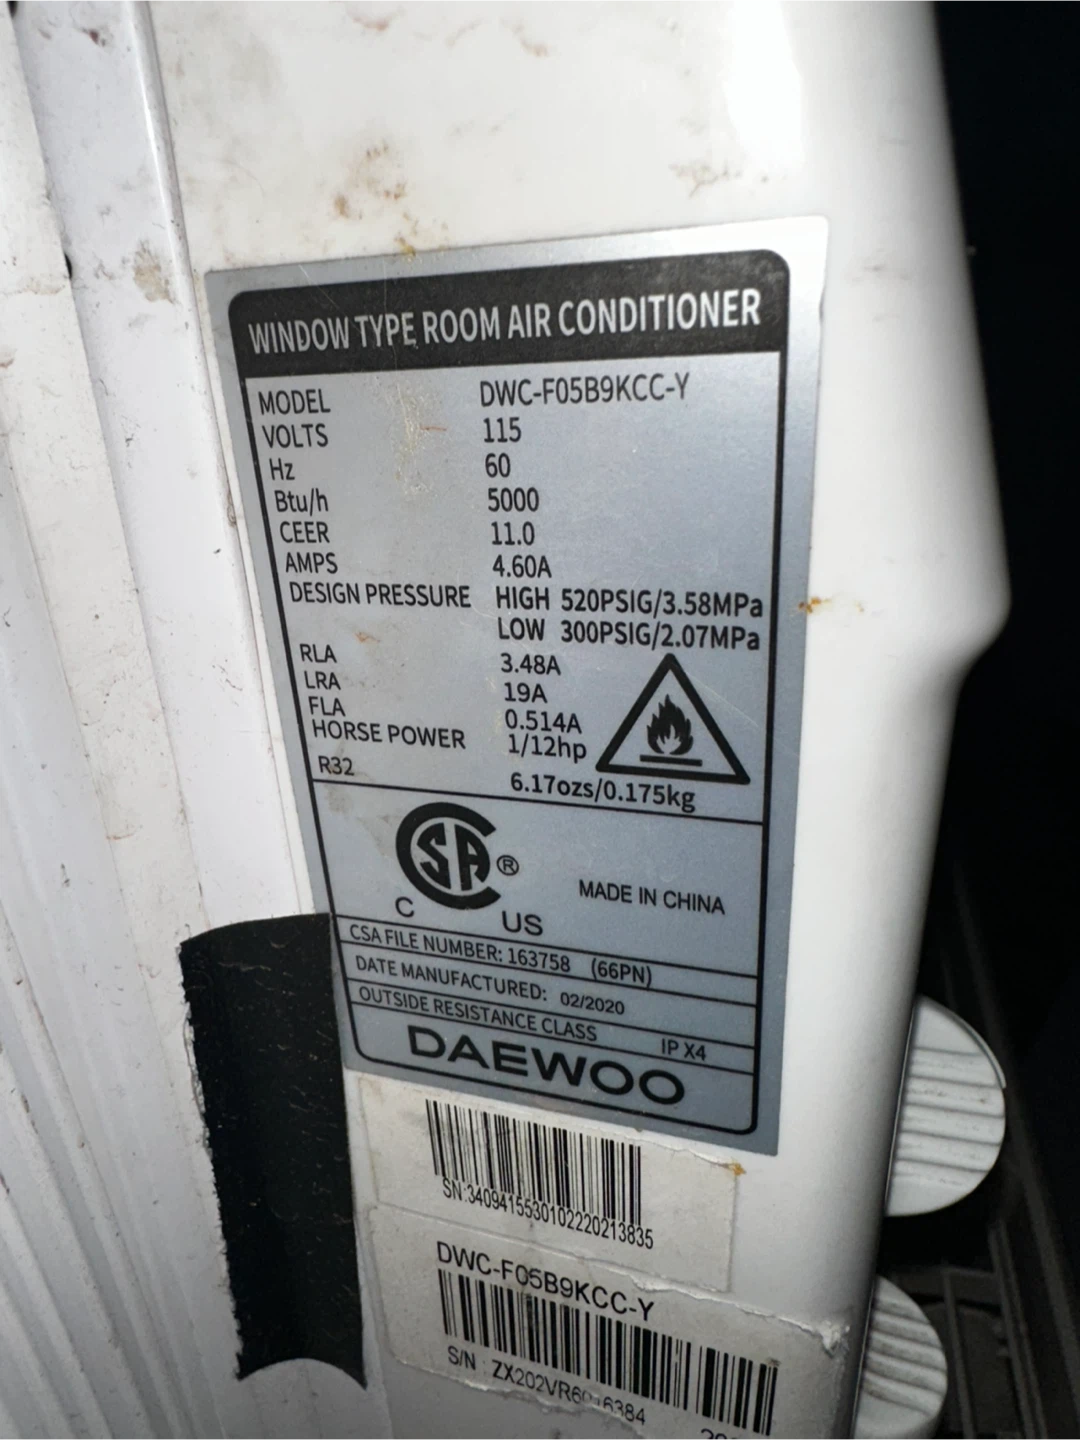 WINDOW TYPE ROOM AIR CONDITIONER
MODEL DWC-F05B9KCC-Y
VOLTS 115
Hz 60
Btu/h 5000
CEER 11.0
AMPS 4.60A
DESIGN PRESSURE HIGH 520PSIG/3.58MPa
LOW 300PSIG/2.07MPa
RLA 3.48A
LRA 19A
FLA 0.514A
HORSE POWER 1/12hp
R32 6.17ozs/0.175kg
CSA ®
C US
MADE IN CHINA
CSA FILE NUMBER: 163758 (66PN)
DATE MANUFACTURED: 02/2020
OUTSIDE RESISTANCE CLASS IP X4
DAEWOO
SN:3409415530102220213835
DWC-F05B9KCC-Y
S/N